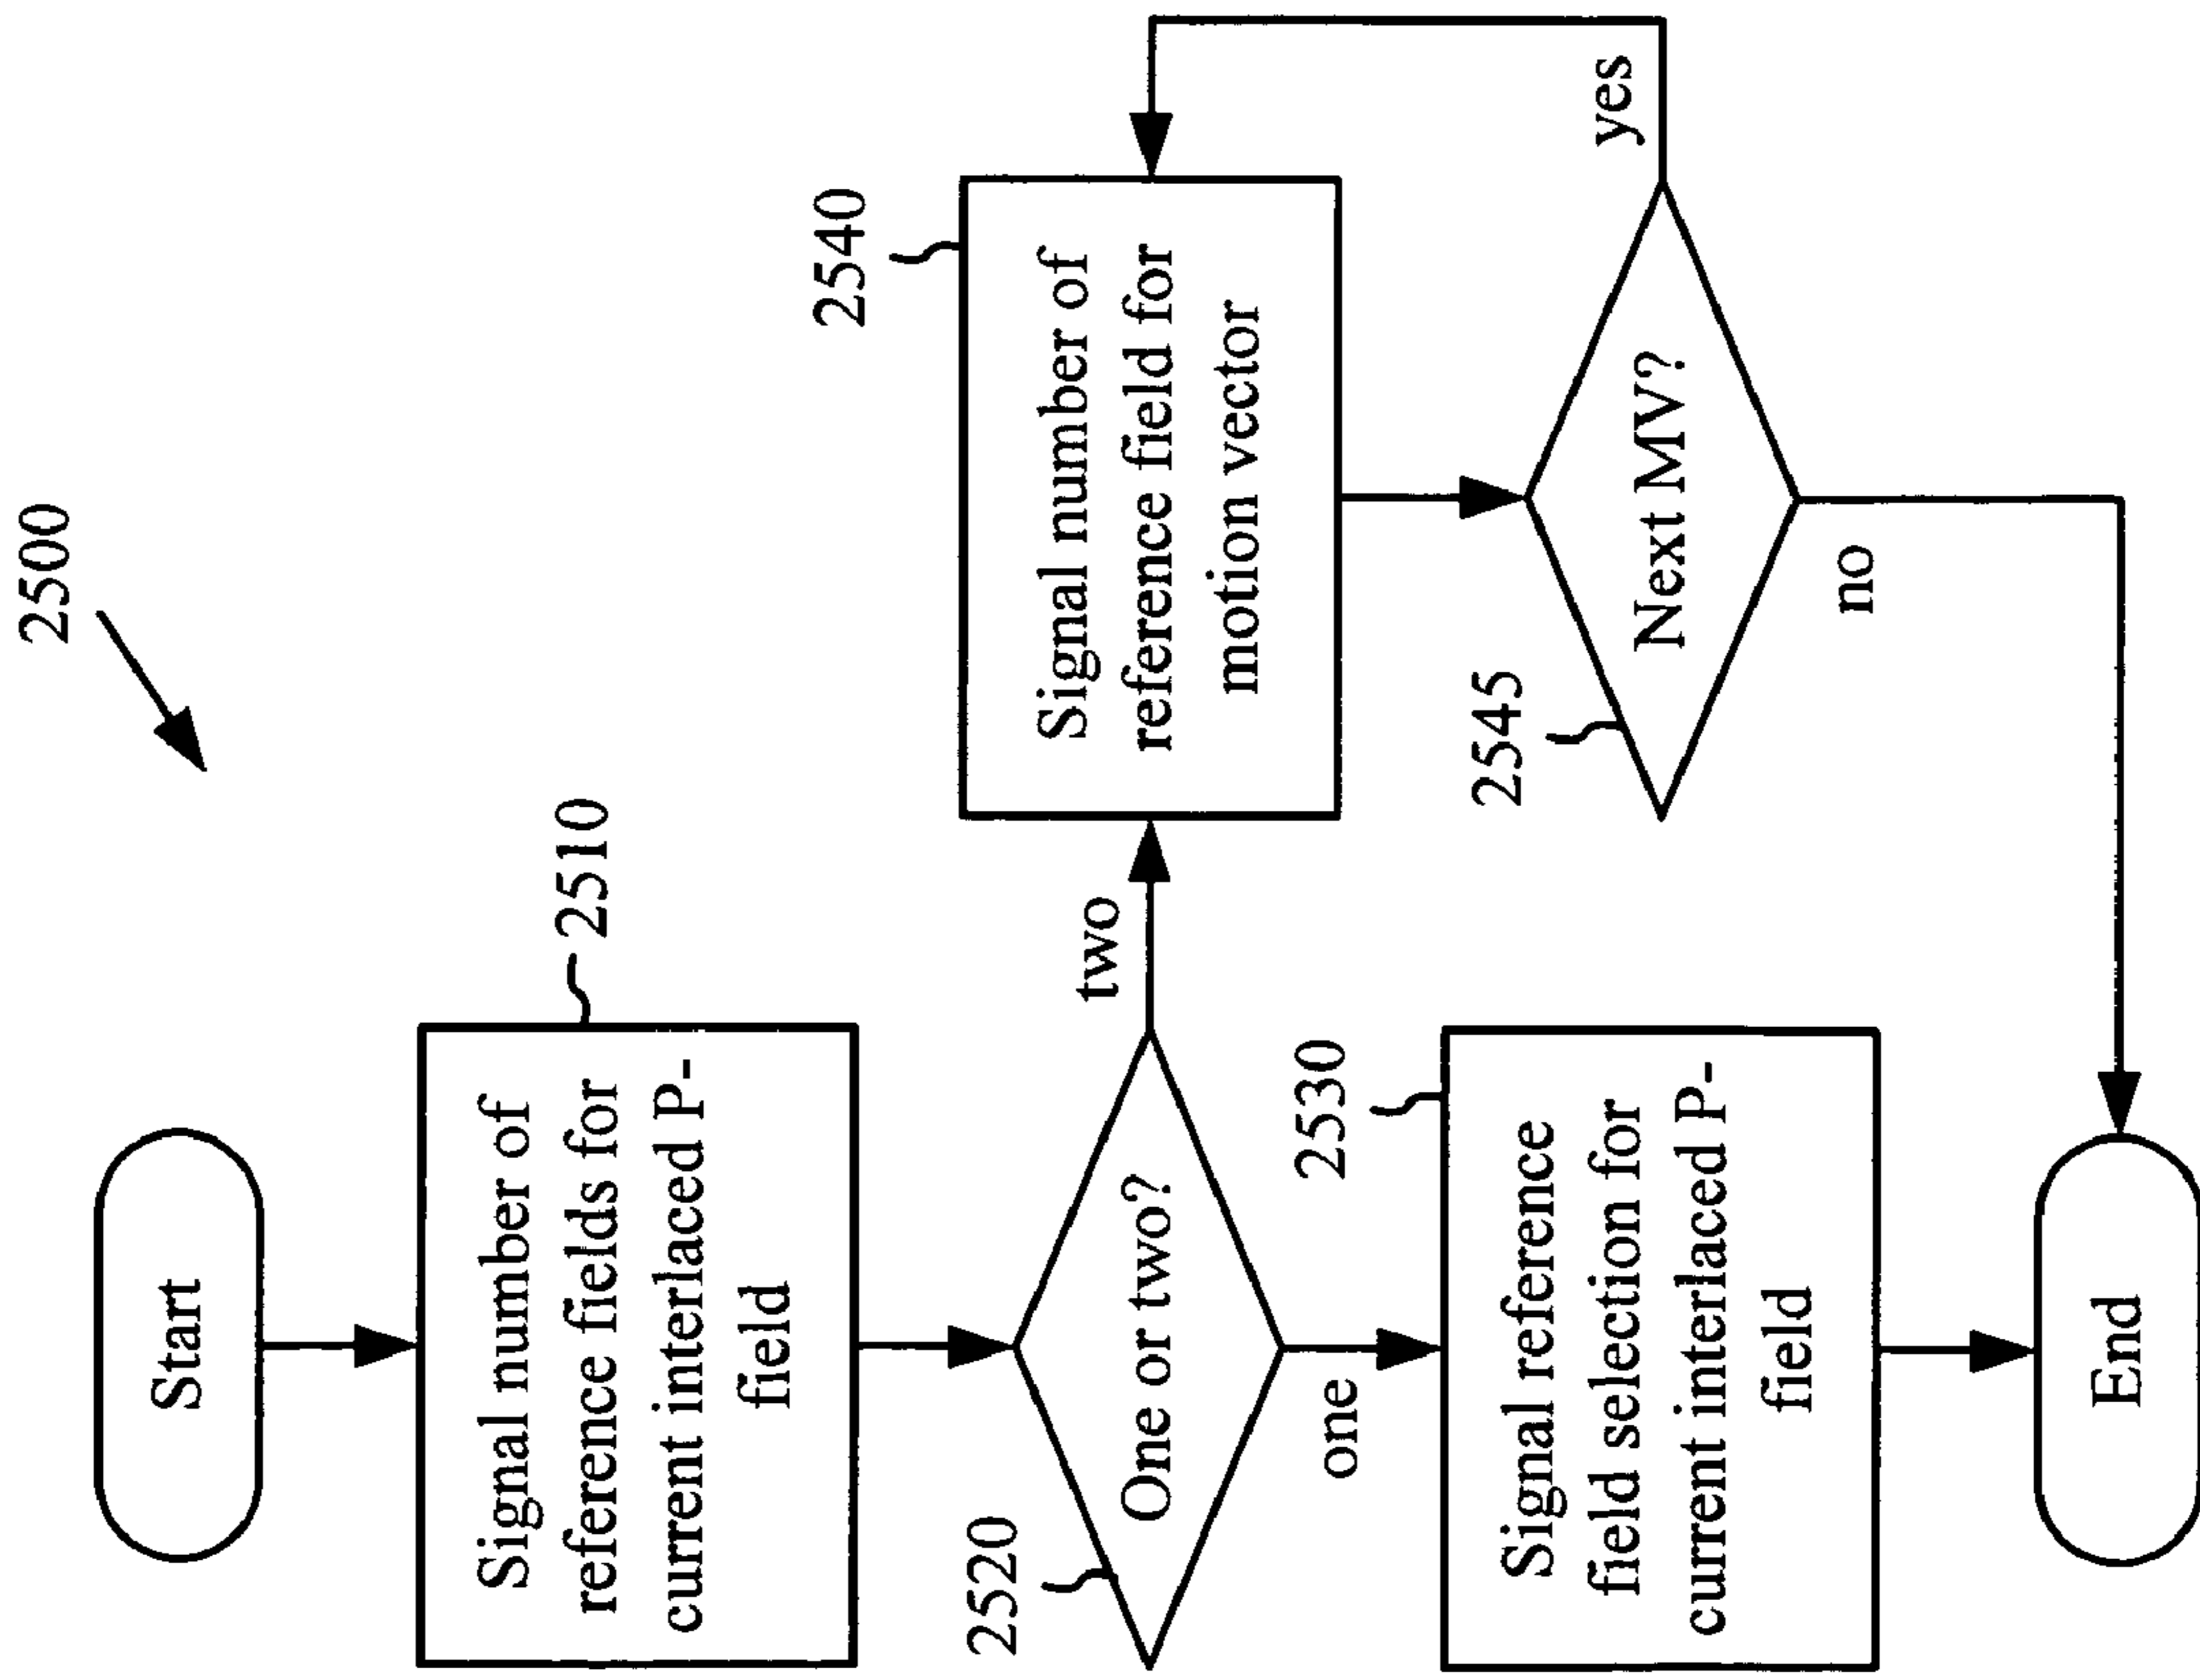 2500
Start
2510
Signal number of
reference fields for
current interlaced P-
field
2520
One or two?
two
one
2530
Signal reference
field selection for
current interlaced P-
field
2540
Signal number of
reference field for
motion vector
2545
Next MV?
yes
no
End